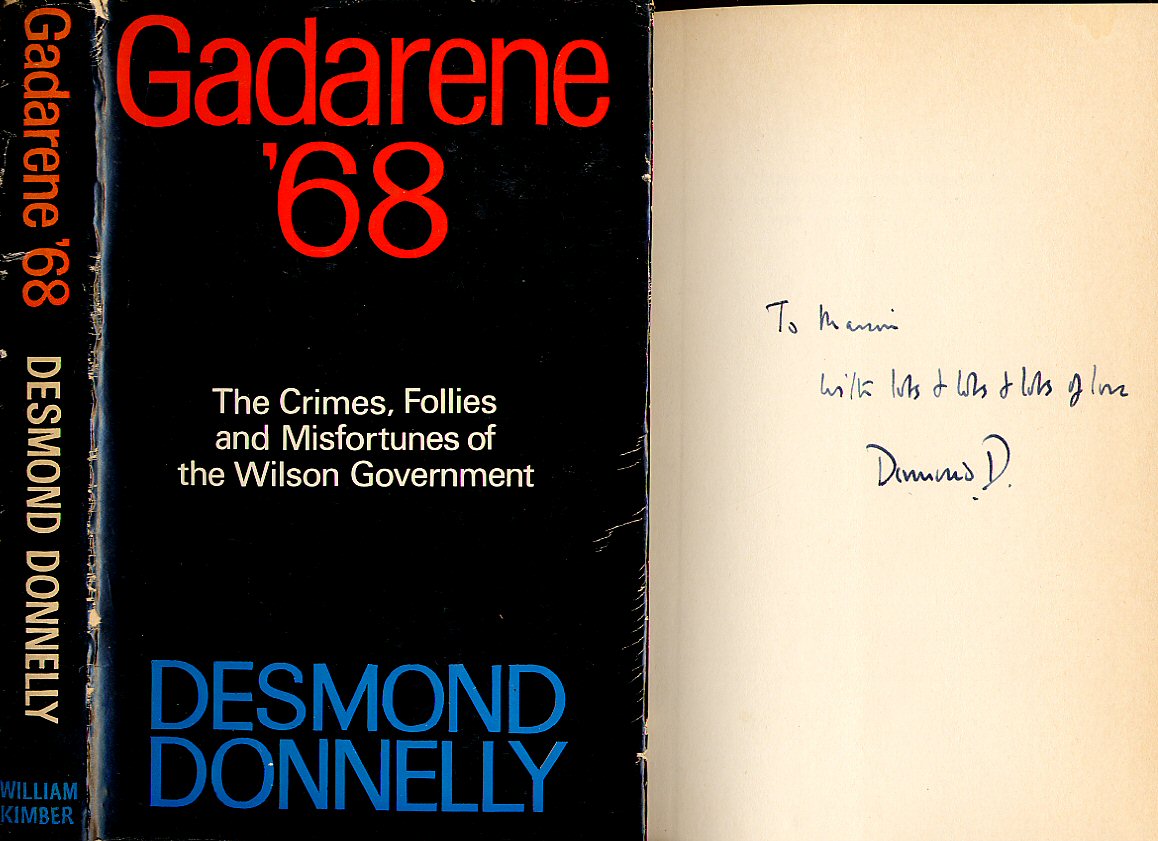 Gadarene '68
DESMOND DONNELLY
WILLIAM
KIMBER
Gadarene
'68
The Crimes, Follies
and Misfortunes of
the Wilson Government
DESMOND
DONNELLY
To
with lots & lots & lots of love
Desmond D.